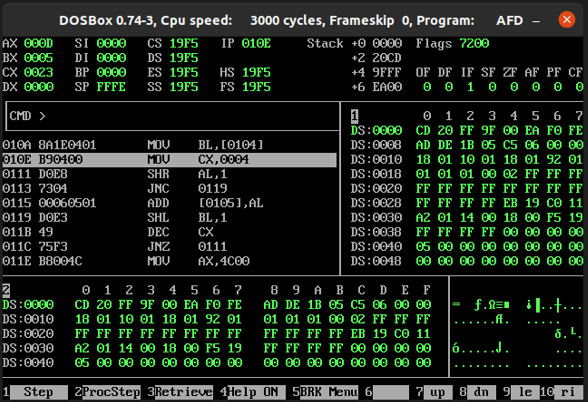 DOSBox 0.74-3, Cpu speed: 3000 cycles, Frameskip 0, Program: AFD
AX 000D SI 0000 CS 19F5 IP 010E Stack +0 0000 Flags 7200
BX 0005 DI 0000 DS 19F5 +2 20CD
CX 0023 BP 0000 ES 19F5 HS 19F5 +4 9FFF OF DF IF SF ZF AF PF CF
DX 0000 SP FFFE SS 19F5 FS 19F5 +6 EA00 0 0 1 0 0 0 0 0
CMD >
010A 8A1E0401 MOV BL,[0104]
010E B90400 MOV CX,0004
0111 D0E8 SHR AL,1
0113 7304 JNC 0119
0115 00060501 ADD [0105],AL
0119 D0E3 SHL BL,1
011B 49 DEC CX
011C 75F3 JNZ 0111
011E B8004C MOV AX,4C00
1 0 1 2 3 4 5 6 7
DS:0000 CD 20 FF 9F 00 EA F0 FE
DS:0008 AD DE 1B 05 C5 06 00 00
DS:0010 18 01 10 01 18 01 92 01
DS:0018 01 01 01 00 02 FF FF FF
DS:0020 FF FF FF FF FF FF FF FF
DS:0028 FF FF FF FF EB 19 C0 11
DS:0030 A2 01 14 00 18 00 F5 19
DS:0038 FF FF FF FF 00 00 00 00
DS:0040 05 00 00 00 00 00 00 00
DS:0048 00 00 00 00 00 00 00 00
2 0 1 2 3 4 5 6 7 8 9 A B C D E F
DS:0000 CD 20 FF 9F 00 EA F0 FE AD DE 1B 05 C5 06 00 00
DS:0010 18 01 10 01 18 01 92 01 01 01 01 00 02 FF FF FF
DS:0020 FF FF FF FF FF FF FF FF FF FF FF FF EB 19 C0 11
DS:0030 A2 01 14 00 18 00 F5 19 FF FF FF FF 00 00 00 00
DS:0040 05 00 00 00 00 00 00 00 00 00 00 00 00 00 00 00
1 Step 2ProcStep 3Retrieve 4Help ON 5BRK Menu 6 7 up 8 dn 9 le 10 ri